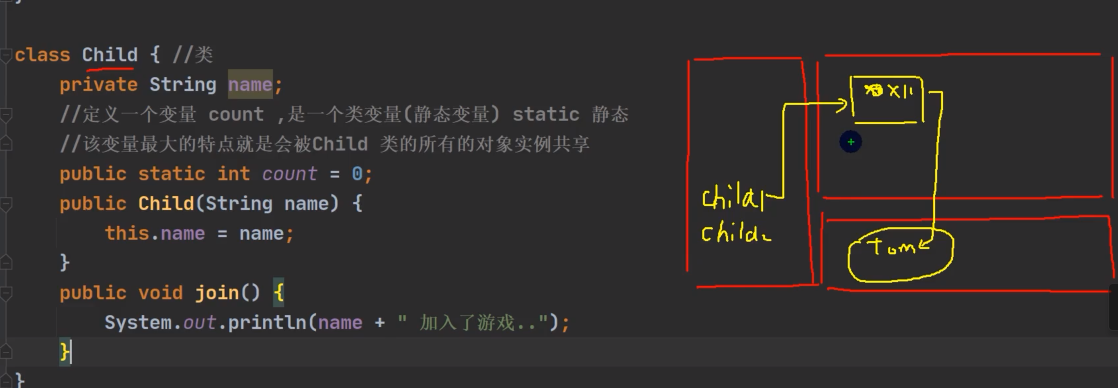 }
class Child { //类
private String name;
//定义一个变量 count ,是一个类变量(静态变量) static 静态
//该变量最大的特点就是会被Child 类的所有的对象实例共享
public static int count = 0;
public Child(String name) {
this.name = name;
}
public void join() {
System.out.println(name + " 加入了游戏..");
}
}
child1
child2
Tom